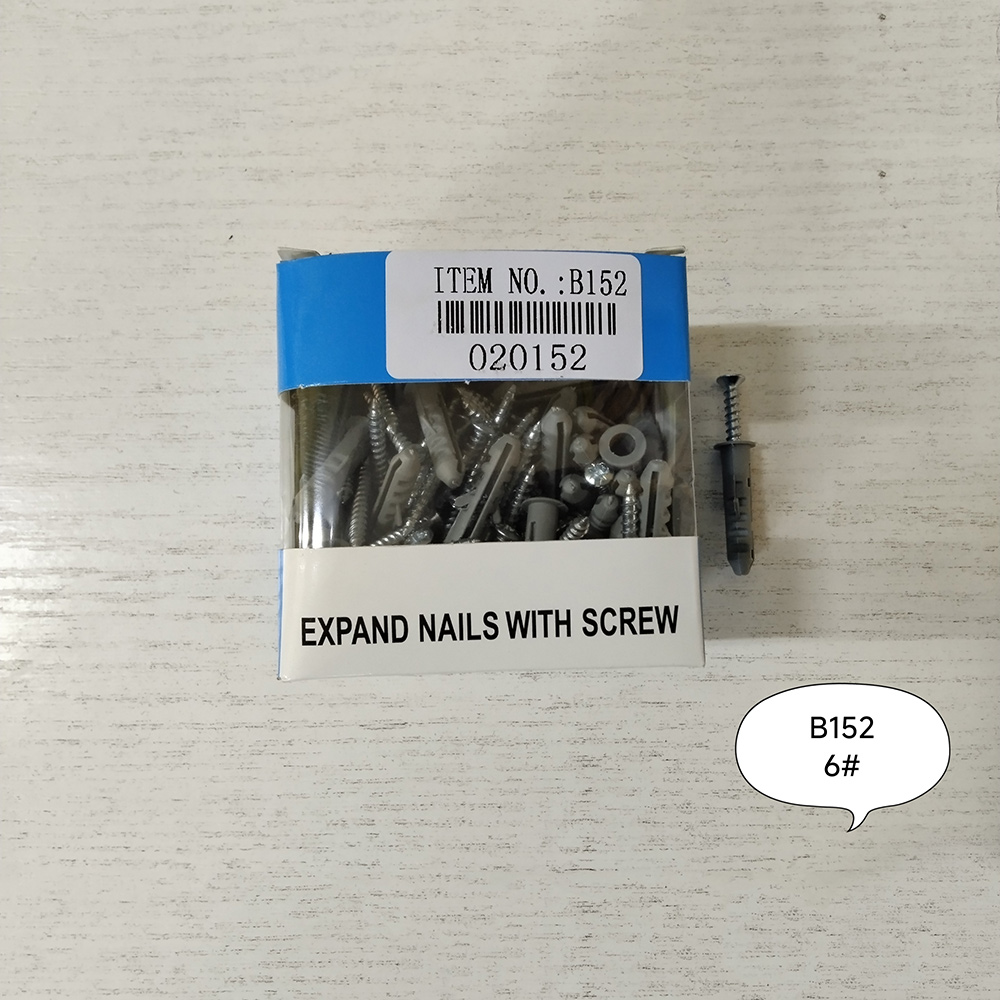 ITEM NO.:B152
020152
EXPAND NAILS WITH SCREW
B152
6#